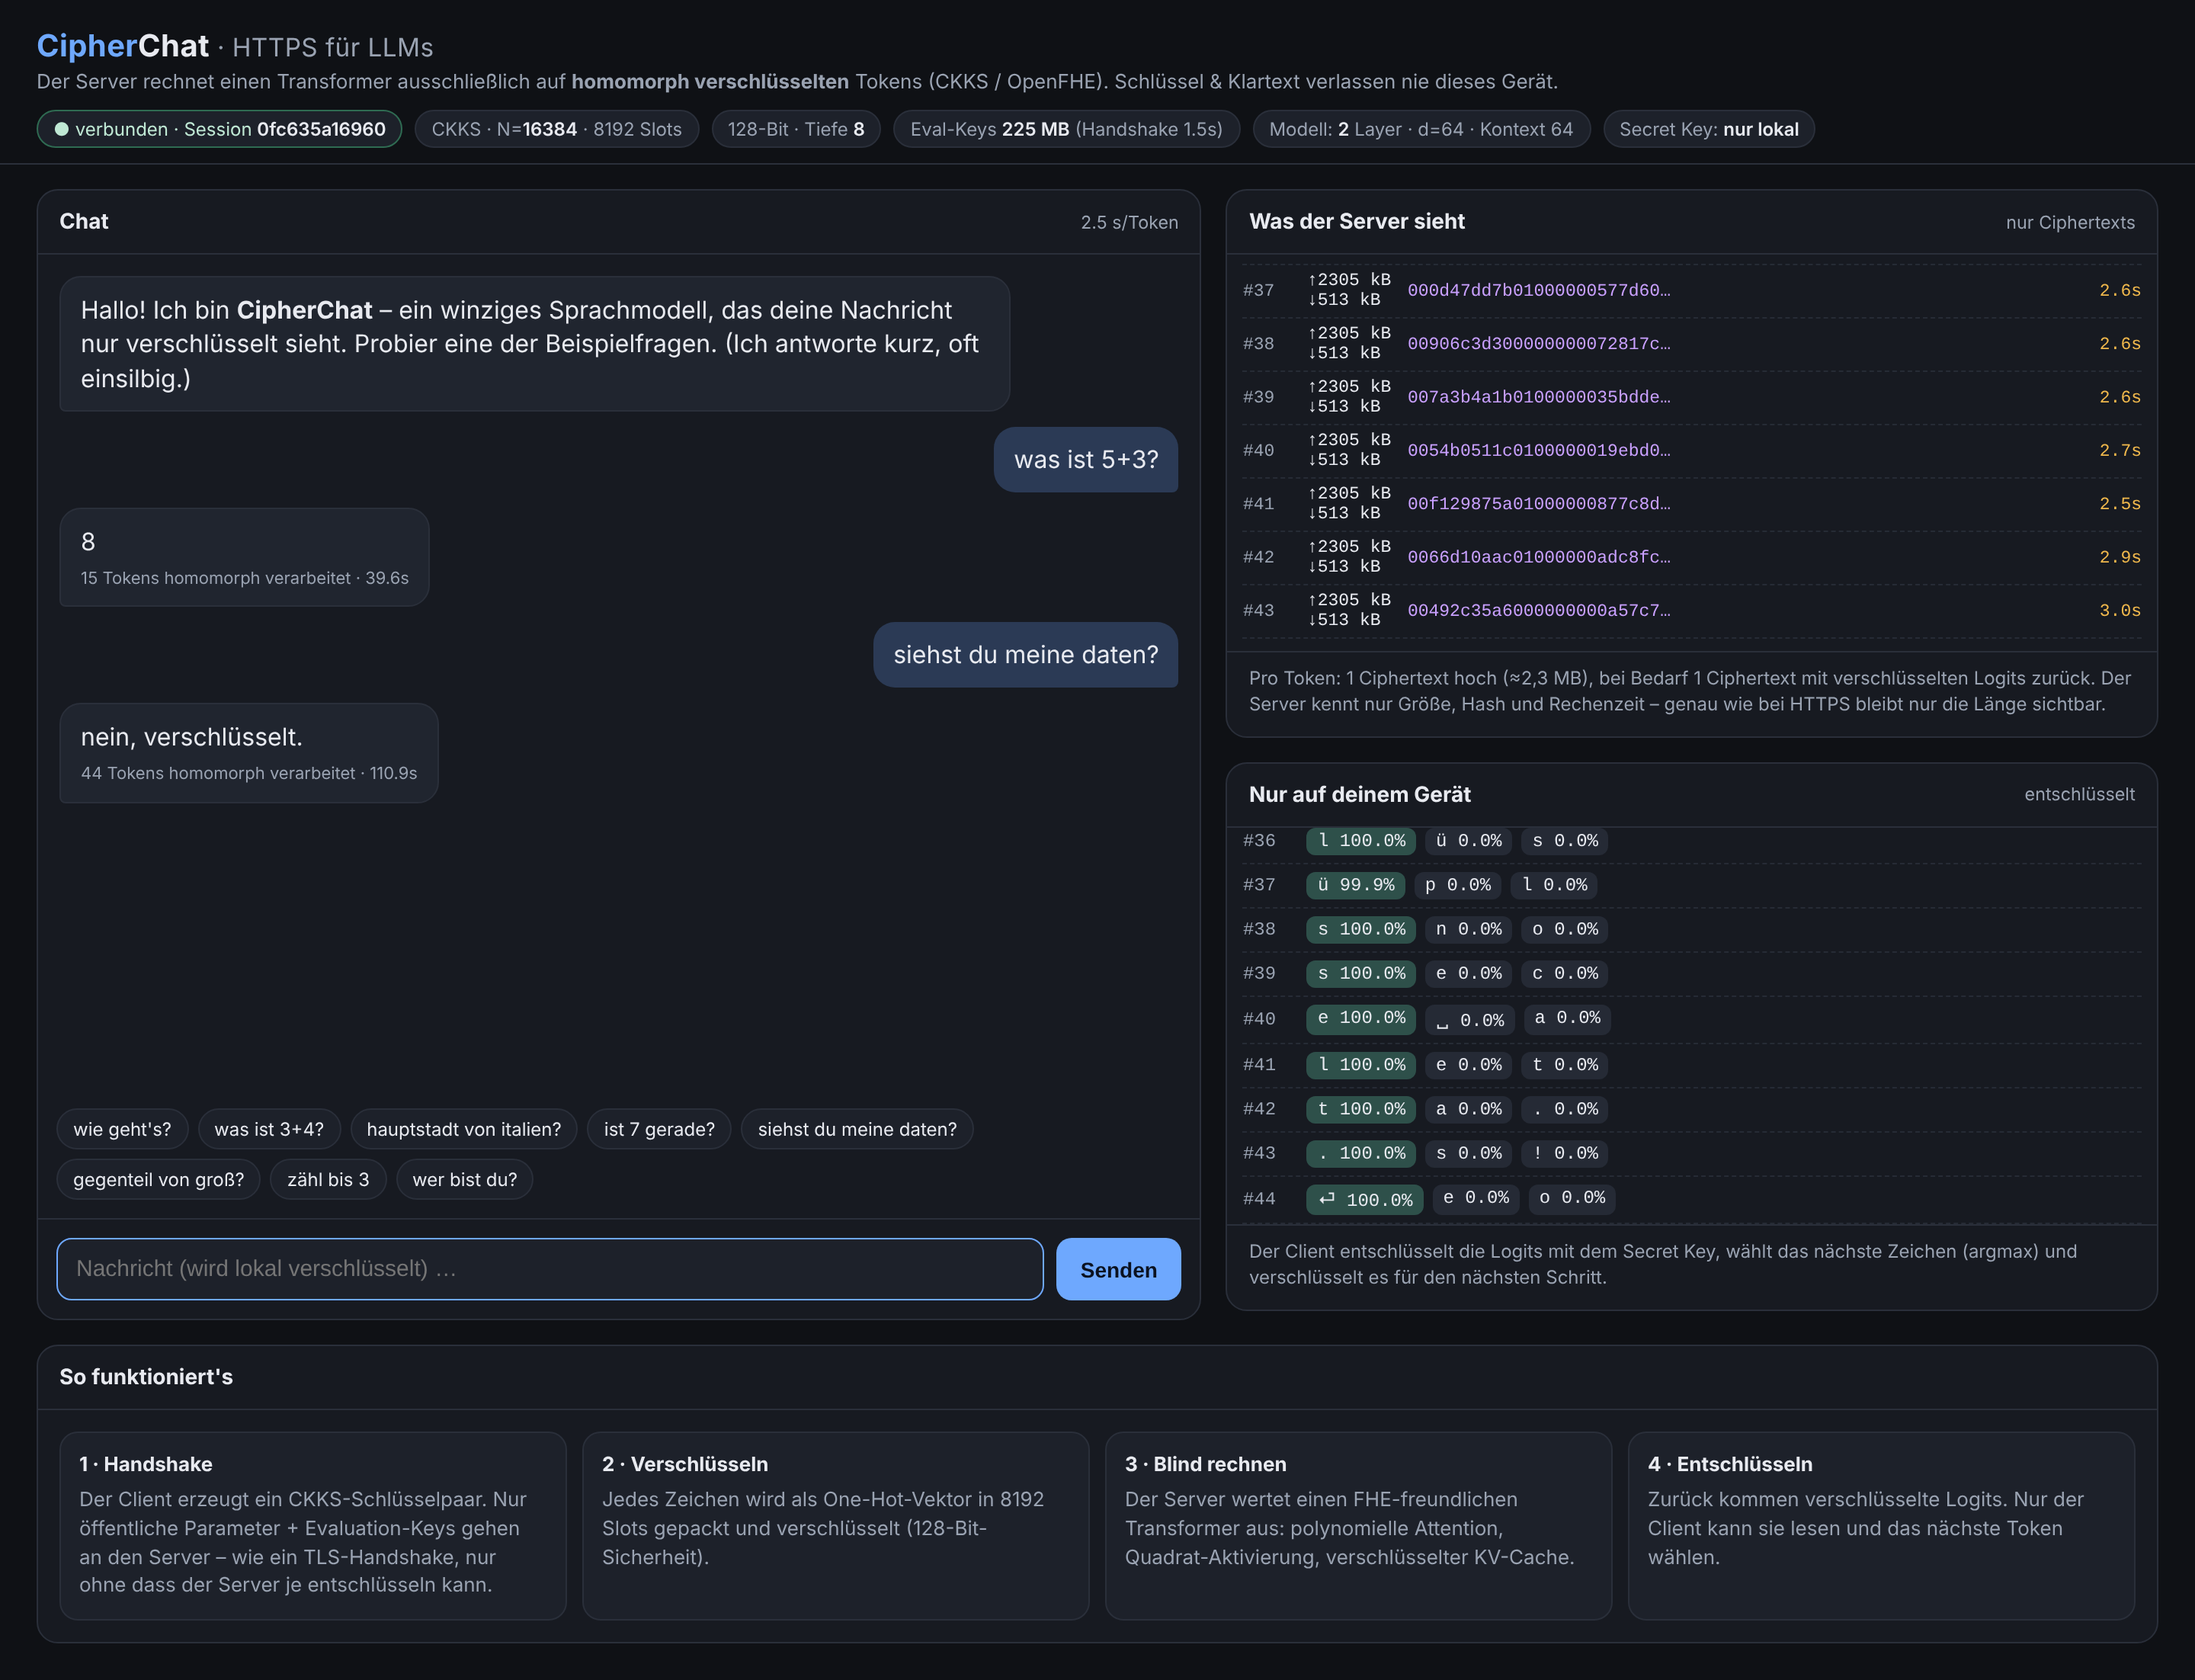 CipherChat · HTTPS für LLMs
Der Server rechnet einen Transformer ausschließlich auf homomorph verschlüsselten Tokens (CKKS / OpenFHE). Schlüssel & Klartext verlassen nie dieses Gerät.
verbunden · Session 0fc635a16960
CKKS · N=16384 · 8192 Slots
128-Bit · Tiefe 8
Eval-Keys 225 MB (Handshake 1.5s)
Modell: 2 Layer · d=64 · Kontext 64
Secret Key: nur lokal
Chat
2.5 s/Token
Hallo! Ich bin CipherChat – ein winziges Sprachmodell, das deine Nachricht
nur verschlüsselt sieht. Probier eine der Beispielfragen. (Ich antworte kurz, oft
einsilbig.)
was ist 5+3?
8
15 Tokens homomorph verarbeitet · 39.6s
siehst du meine daten?
nein, verschlüsselt.
44 Tokens homomorph verarbeitet · 110.9s
wie geht's?
was ist 3+4?
hauptstadt von italien?
ist 7 gerade?
siehst du meine daten?
gegenteil von groß?
zähl bis 3
wer bist du?
Nachricht (wird lokal verschlüsselt) …
Senden
Was der Server sieht
nur Ciphertexts
#37 ↑2305 kB ↓513 kB 000d47dd7b01000000577d60… 2.6s
#38 ↑2305 kB ↓513 kB 00906c3d300000000072817c… 2.6s
#39 ↑2305 kB ↓513 kB 007a3b4a1b0100000035bdde… 2.6s
#40 ↑2305 kB ↓513 kB 0054b0511c0100000019ebd0… 2.7s
#41 ↑2305 kB ↓513 kB 00f129875a01000000877c8d… 2.5s
#42 ↑2305 kB ↓513 kB 0066d10aac01000000adc8fc… 2.9s
#43 ↑2305 kB ↓513 kB 00492c35a6000000000a57c7… 3.0s
Pro Token: 1 Ciphertext hoch (≈2,3 MB), bei Bedarf 1 Ciphertext mit verschlüsselten Logits zurück. Der
Server kennt nur Größe, Hash und Rechenzeit – genau wie bei HTTPS bleibt nur die Länge sichtbar.
Nur auf deinem Gerät
entschlüsselt
#36 l 100.0% ü 0.0% s 0.0%
#37 ü 99.9% p 0.0% l 0.0%
#38 s 100.0% n 0.0% o 0.0%
#39 s 100.0% e 0.0% c 0.0%
#40 e 100.0% ␣ 0.0% a 0.0%
#41 l 100.0% e 0.0% t 0.0%
#42 t 100.0% a 0.0% . 0.0%
#43 . 100.0% s 0.0% ! 0.0%
#44 ⏎ 100.0% e 0.0% o 0.0%
Der Client entschlüsselt die Logits mit dem Secret Key, wählt das nächste Zeichen (argmax) und
verschlüsselt es für den nächsten Schritt.
So funktioniert's
1 · Handshake
Der Client erzeugt ein CKKS-Schlüsselpaar. Nur
öffentliche Parameter + Evaluation-Keys gehen
an den Server – wie ein TLS-Handshake, nur
ohne dass der Server je entschlüsseln kann.
2 · Verschlüsseln
Jedes Zeichen wird als One-Hot-Vektor in 8192
Slots gepackt und verschlüsselt (128-Bit-
Sicherheit).
3 · Blind rechnen
Der Server wertet einen FHE-freundlichen
Transformer aus: polynomielle Attention,
Quadrat-Aktivierung, verschlüsselter KV-Cache.
4 · Entschlüsseln
Zurück kommen verschlüsselte Logits. Nur der
Client kann sie lesen und das nächste Token
wählen.